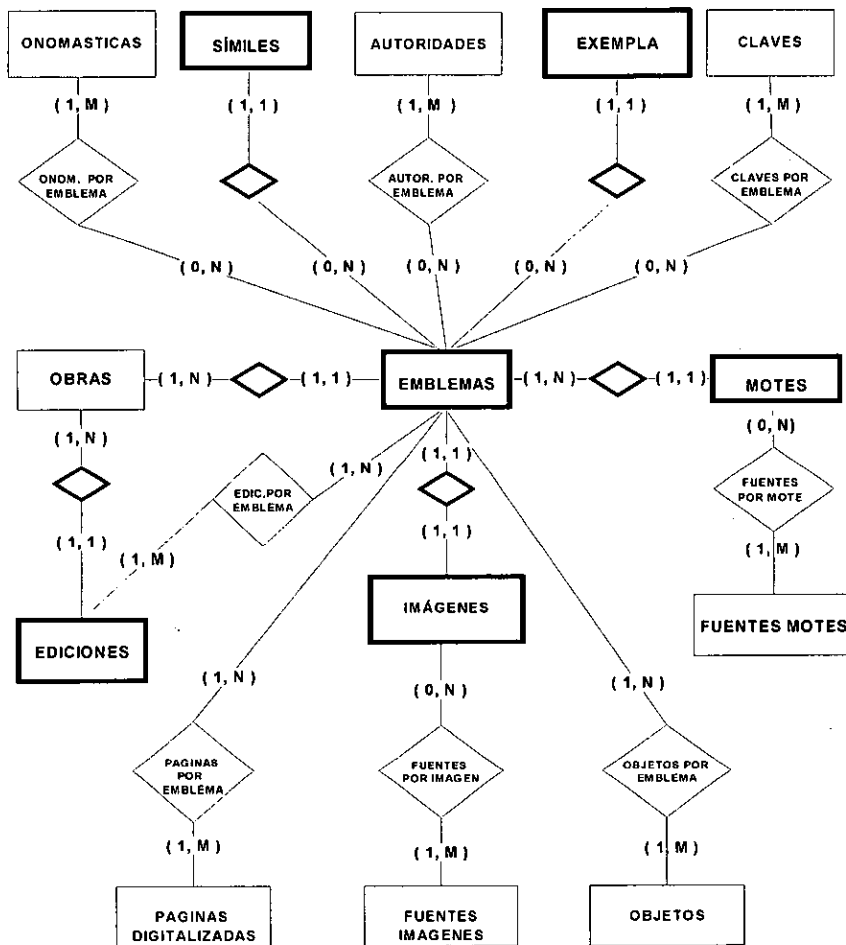 ONOMASTICAS
SÍMILES
AUTORIDADES
EXEMPLA
CLAVES
( 1, M )
( 1, 1 )
( 1, M )
( 1, 1 )
( 1, M )
ONOM. POR
EMBLEMA
AUTOR. POR
EMBLEMA
CLAVES POR
EMBLEMA
( 0, N )
( 0, N )
( 0, N )
( 0, N )
( 0, N )
OBRAS
( 1, N )
( 1, 1 )
EMBLEMAS
( 1, N )
( 1, 1 )
MOTES
( 1, N )
EDIC.POR
EMBLEMA
( 1, N )
( 1, 1 )
( 0, N )
FUENTES
POR MOTE
( 1, 1 )
( 1, M )
( 1, 1 )
( 1, M )
EDICIONES
IMÁGENES
FUENTES MOTES
( 1, N )
( 0, N )
( 1, N )
PAGINAS
POR
EMBLEMA
FUENTES
POR IMAGEN
OBJETOS POR
EMBLEMA
( 1, M )
( 1, M )
( 1, M )
PAGINAS
DIGITALIZADAS
FUENTES
IMAGENES
OBJETOS